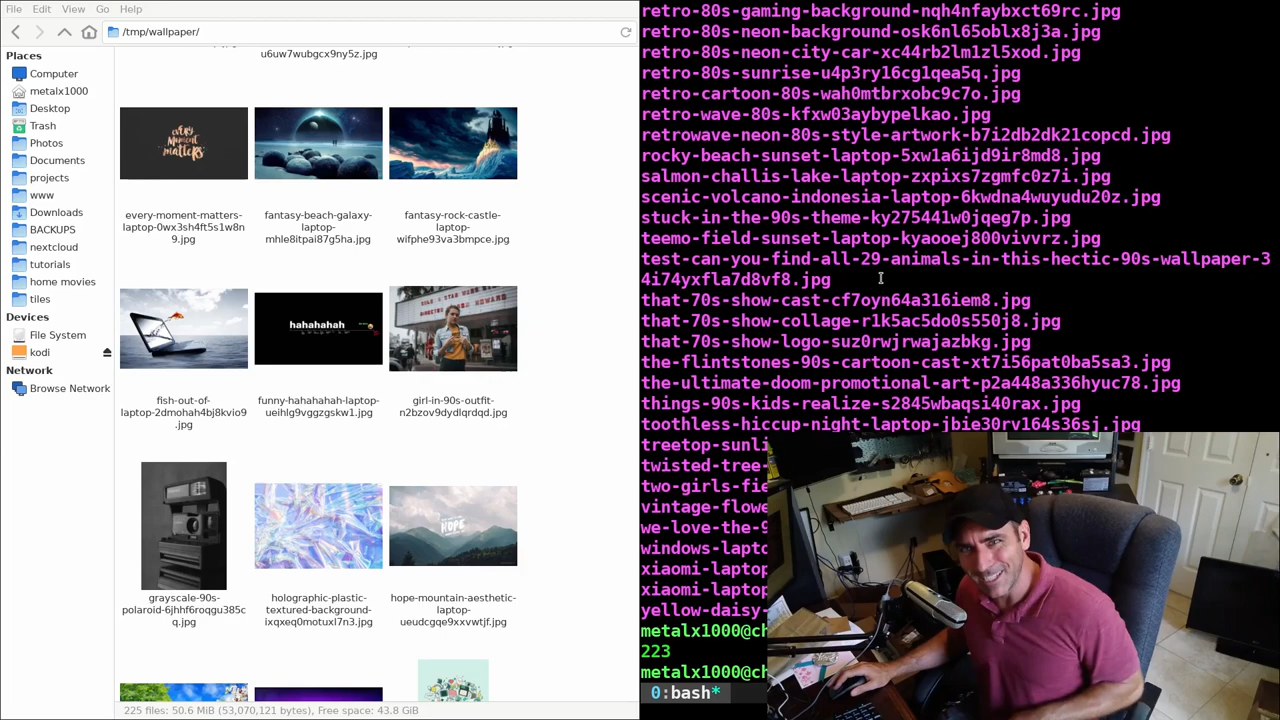 File Edit View Go Help
/tmp/wallpaper/
Places
Computer
metalx1000
Desktop
Trash
Photos
Documents
projects
www
Downloads
BACKUPS
nextcloud
tutorials
home movies
tiles
Devices
File System
kodi
Network
Browse Network
u6uw7wubgcx9ny5z.jpg
every Moment matters
every-moment-matters-
laptop-0wx3sh4ft5s1w8n
9.jpg
fantasy-beach-galaxy-
laptop-
mhle8itpai87g5ha.jpg
fantasy-rock-castle-
laptop-
wifphe93va3bmpce.jpg
hahahahah
fish-out-of-
laptop-2dmohah4bj8kvio9
.jpg
funny-hahahahah-laptop-
ueihlg9vggzgskw1.jpg
girl-in-90s-outfit-
n2bzov9dydlqrdqd.jpg
HOPE
grayscale-90s-
polaroid-6jhhf6roqgu385c
q.jpg
holographic-plastic-
textured-background-
ixqxeq0motuxl7n3.jpg
hope-mountain-aesthetic-
laptop-
ueudcgqe9xxvwtjf.jpg
225 files: 50.6 MiB (53,070,121 bytes), Free space: 43.8 GiB
retro-80s-gaming-background-nqh4nfaybxct69rc.jpg
retro-80s-neon-background-osk6nl65oblx8j3a.jpg
retro-80s-neon-city-car-xc44rb2lm1zl5xod.jpg
retro-80s-sunrise-u4p3ry16cg1qea5q.jpg
retro-cartoon-80s-wah0mtbrxobc9c7o.jpg
retro-wave-80s-kfxw03aybypelkao.jpg
retrowave-neon-80s-style-artwork-b7i2db2dk21copcd.jpg
rocky-beach-sunset-laptop-5xw1a6ijd9ir8md8.jpg
salmon-challis-lake-laptop-zxpixs7zgmfc0z7i.jpg
scenic-volcano-indonesia-laptop-6kwdna4wuyudu20z.jpg
stuck-in-the-90s-theme-ky275441w0jqeg7p.jpg
teemo-field-sunset-laptop-kyaooej800vivvrz.jpg
test-can-you-find-all-29-animals-in-this-hectic-90s-wallpaper-3
4i74yxfla7d8vf8.jpg
that-70s-show-cast-cf7oyn64a316iem8.jpg
that-70s-show-collage-r1k5ac5do0s550j8.jpg
that-70s-show-logo-suz0rwjrwajazbkg.jpg
the-flintstones-90s-cartoon-cast-xt7i56pat0ba5sa3.jpg
the-ultimate-doom-promotional-art-p2a448a336hyuc78.jpg
things-90s-kids-realize-s2845wbaqsi40rax.jpg
toothless-hiccup-night-laptop-jbie30rv164s36sj.jpg
treetop-sunli
twisted-tree-
two-girls-fie
vintage-flowe
we-love-the-9
windows-lapto
xiaomi-laptop
xiaomi-laptop
yellow-daisy-
metalx1000@ch
223
metalx1000@ch
0:bash*